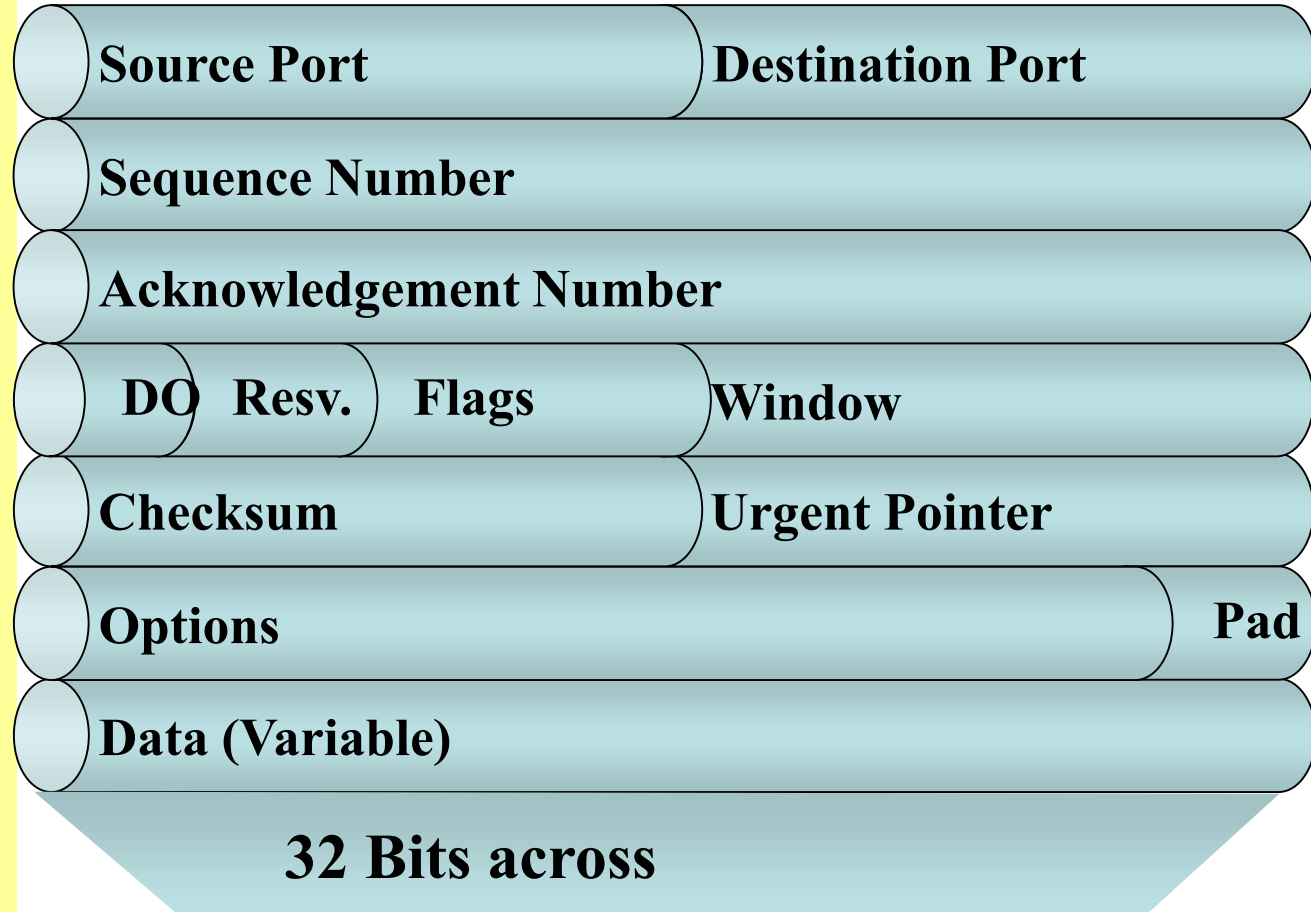 Source Port Destination Port
Sequence Number
Acknowledgement Number
DO Resv. Flags Window
Checksum Urgent Pointer
Options Pad
Data (Variable)
32 Bits across